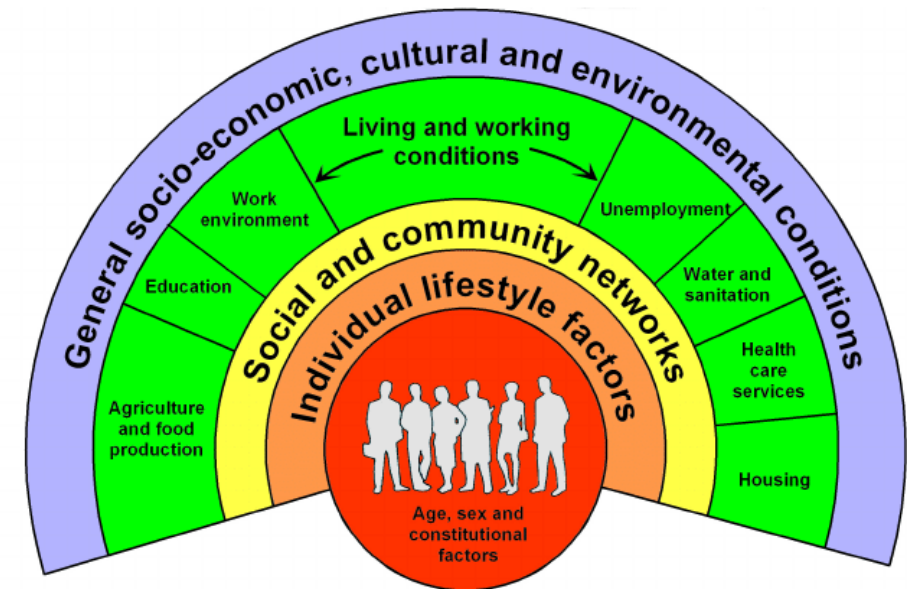 General socio-economic, cultural and environmental conditions
Living and working
conditions
Work
environment
Unemployment
Education
Water and
sanitation
Social and community networks
Individual lifestyle factors
Health
care
services
Agriculture
and food
production
Housing
Age, sex and
constitutional
factors